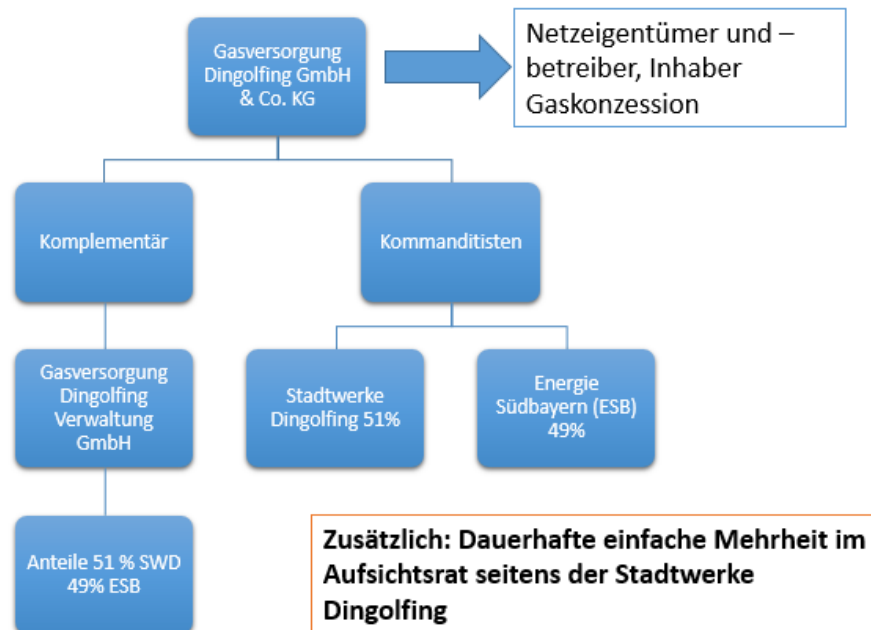 Gasversorgung
Dingolfing GmbH
& Co. KG
Netzeigentümer und –
betreiber, Inhaber
Gaskonzession
Komplementär
Kommanditisten
Gasversorgung
Dingolfing
Verwaltung
GmbH
Stadtwerke
Dingolfing 51%
Energie
Südbayern (ESB)
49%
Anteile 51 % SWD
49% ESB
Zusätzlich: Dauerhafte einfache Mehrheit im
Aufsichtsrat seitens der Stadtwerke
Dingolfing